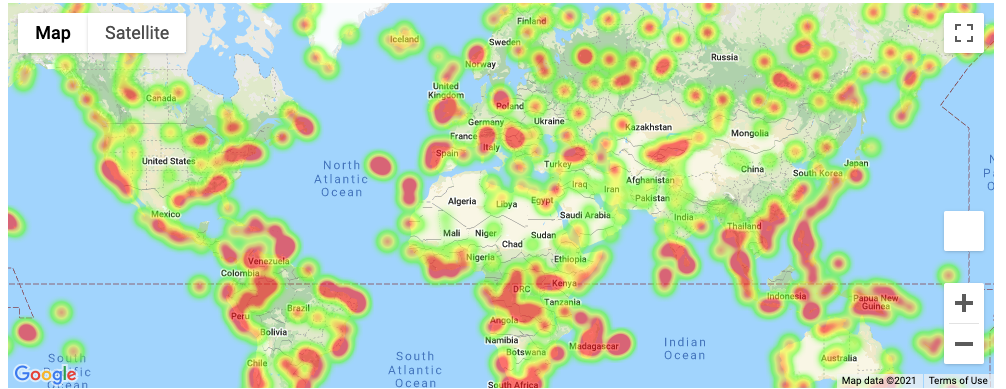 Map
Satellite
Finland
Iceland
Sweden
Norway
Russia
United
Kingdom
Canada
Poland
Germany
Ukraine
Kazakhstan
France
Italy
Mongolia
Spain
Turkey
United States
North
Atlantic
Ocean
Afghanistan
China
South Korea
Japan
Iraq
Iran
Pakistan
Algeria
Libya
Egypt
Mexico
Saudi Arabia
India
Mali
Niger
Chad
Sudan
Thailand
Nigeria
Ethiopia
Venezuela
Colombia
DRC
Kenya
Indonesia
Papua New
Guinea
Tanzania
Brazil
Peru
Angola
Bolivia
Namibia
Madagascar
Indian
Ocean
Botswana
South
Atlantic
Ocean
Chile
Australia
South Africa
Google
Map data ©2021
Terms of Use